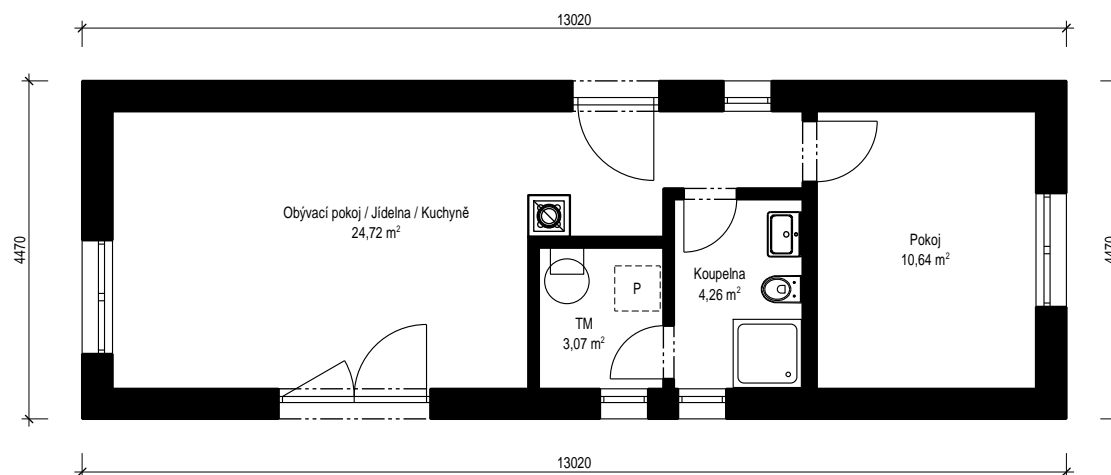 13020
4470
4470
Obývací pokoj / Jídelna / Kuchyně
24,72 m²
Pokoj
10,64 m²
Koupelna
4,26 m²
P
TM
3,07 m²
13020